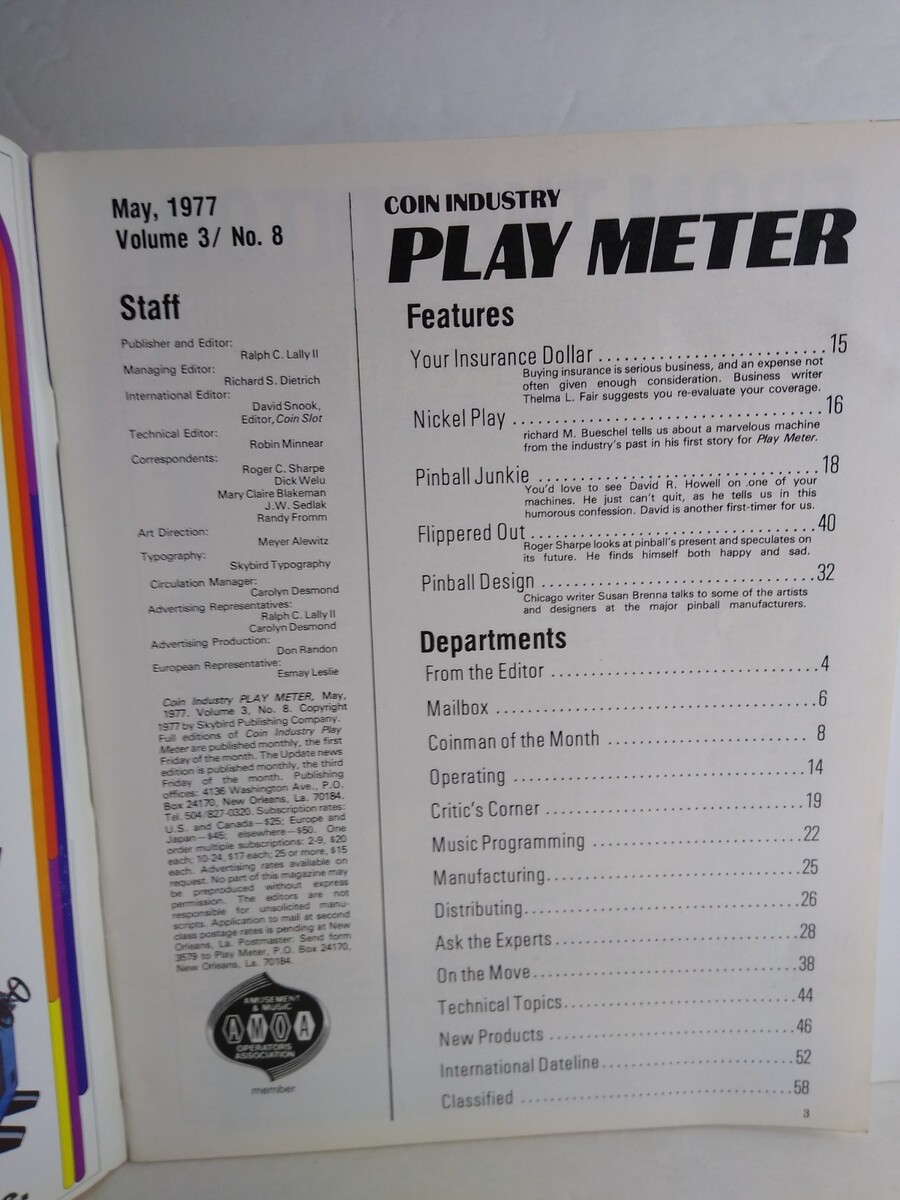 May, 1977
Volume 3/ No. 8
Staff
Publisher and Editor:
Ralph C. Lally II
Managing Editor:
Richard S. Dietrich
International Editor:
David Snook,
Editor, Coin Slot
Technical Editor:
Robin Minnear
Correspondents:
Roger C. Sharpe
Dick Welu
Mary Claire Blakeman
J.W. Sedlak
Randy Fromm
Art Direction:
Meyer Alewitz
Typography:
Skybird Typography
Circulation Manager:
Carolyn Desmond
Advertising Representatives:
Ralph C. Lally II
Carolyn Desmond
Advertising Production:
Don Randon
European Representative:
Esmay Leslie
Coin Industry PLAY METER, May,
1977. Volume 3, No. 8. Copyright
1977 by Skybird Publishing Company.
Full editions of Coin Industry Play
Meter are published monthly, the first
Friday of the month. The Update news
edition is published monthly, the third
Friday of the month. Publishing
offices: 4136 Washington Ave., P.O.
Box 24170, New Orleans, La. 70184.
Tel. 504/827-0320. Subscription rates:
U.S. and Canada—$25; Europe and
Japan—$45; elsewhere—$50. One
order multiple subscriptions: 2-9, $20
each; 10-24, $17 each; 25 or more, $15
each. Advertising rates available on
request. No part of this magazine may
be preproduced without express
permission. The editors are not
responsible for unsolicited manu-
scripts. Application to mail at second
class postage rates is pending at New
Orleans, La. Postmaster: Send form
3579 to Play Meter, P.O. Box 24170,
New Orleans, La. 70184.
AMUSEMENT
& MUSIC
AMOA
OPERATORS
ASSOCIATION
member
COIN INDUSTRY
PLAY METER
Features
Your Insurance Dollar ........................ 15
Buying insurance is serious business, and an expense not
often given enough consideration. Business writer
Thelma L. Fair suggests you re-evaluate your coverage.
Nickel Play ........................ 16
richard M. Bueschel tells us about a marvelous machine
from the industry's past in his first story for Play Meter.
Pinball Junkie ........................ 18
You'd love to see David R. Howell on .one of your
machines. He just can't quit, as he tells us in this
humorous confession. David is another first-timer for us.
Flippered Out ........................ 40
Roger Sharpe looks at pinball's present and speculates on
its future. He finds himself both happy and sad.
Pinball Design ........................ 32
Chicago writer Susan Brenna talks to some of the artists
and designers at the major pinball manufacturers.
Departments
From the Editor ........................ 4
Mailbox ........................ 6
Coinman of the Month ........................ 8
Operating ........................ 14
Critic's Corner ........................ 19
Music Programming ........................ 22
Manufacturing ........................ 25
Distributing ........................ 26
Ask the Experts ........................ 28
On the Move ........................ 38
Technical Topics ........................ 44
New Products ........................ 46
International Dateline ........................ 52
Classified ........................ 58
3